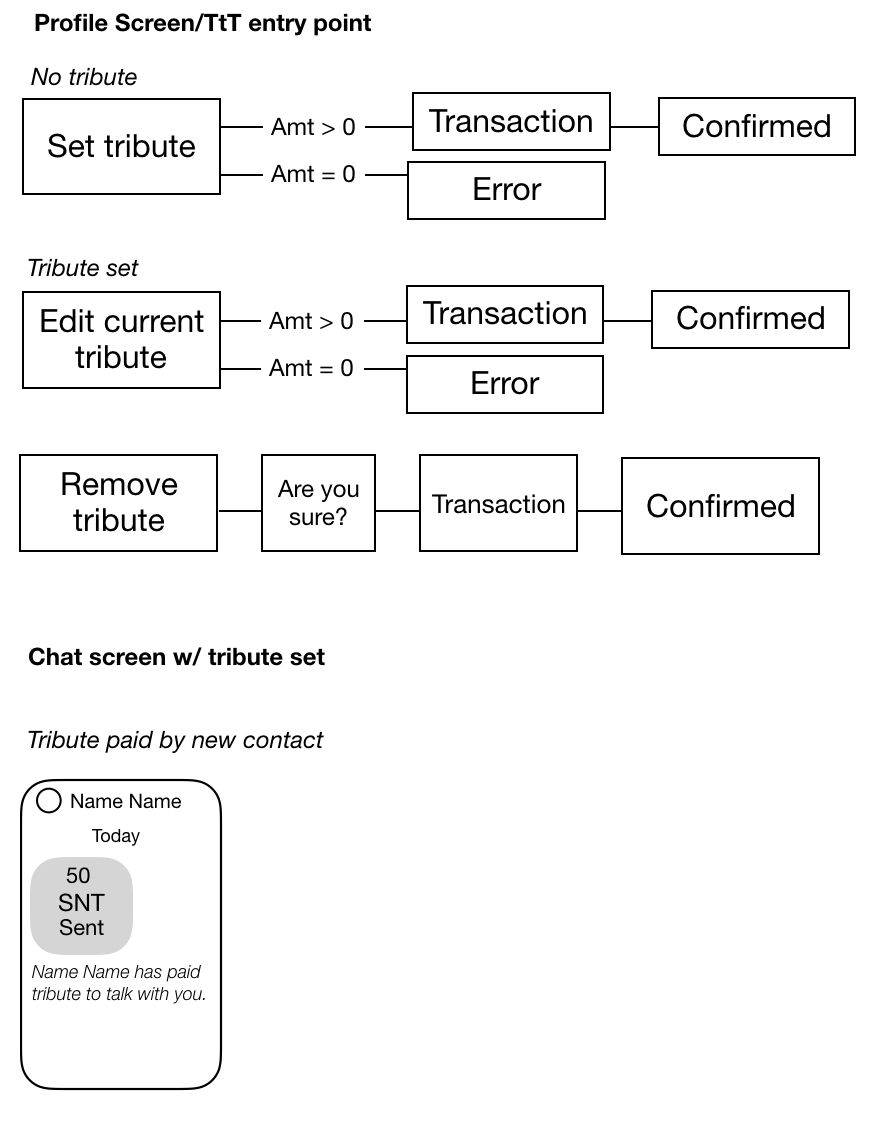 Profile Screen/TtT entry point
No tribute
Set tribute
Amt > 0
Transaction
Confirmed
Amt = 0
Error
Tribute set
Edit current
tribute
Amt > 0
Transaction
Confirmed
Amt = 0
Error
Remove
tribute
Are you
sure?
Transaction
Confirmed
Chat screen w/ tribute set
Tribute paid by new contact
Name Name
Today
50
SNT
Sent
Name Name has paid
tribute to talk with you.